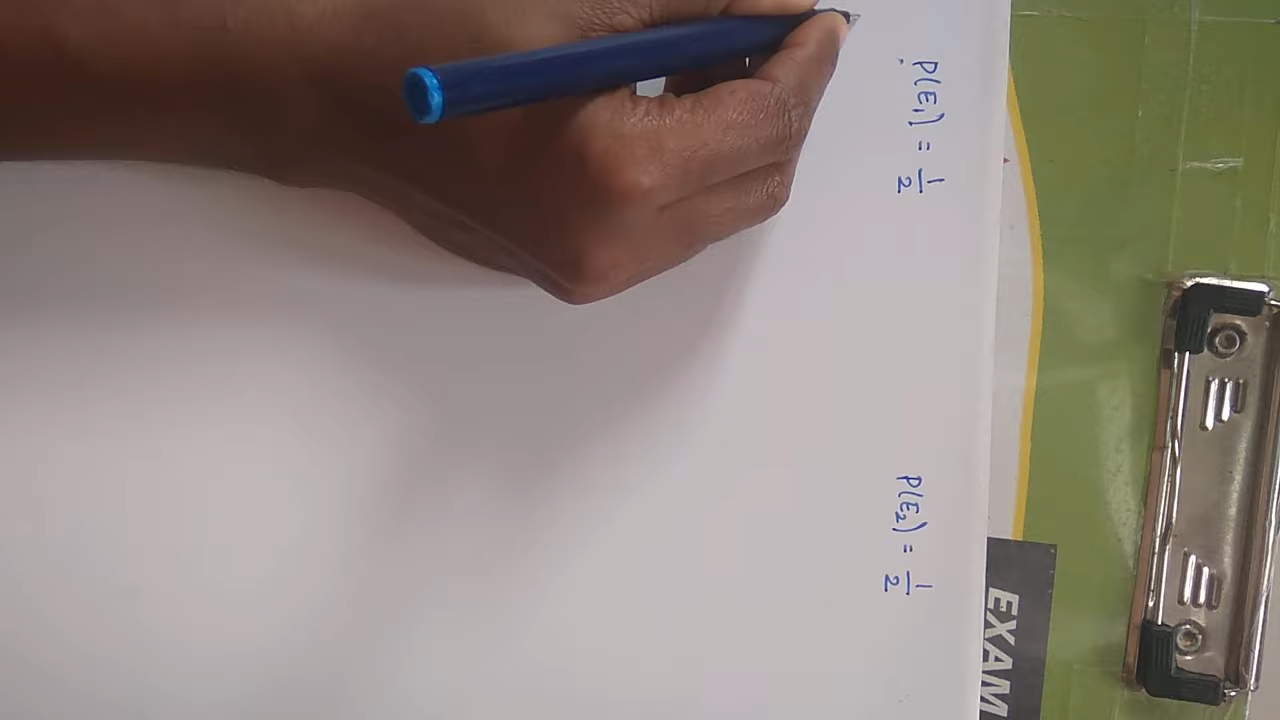 P(E₁) = 1/2 P(E₂) = 1/2
EXAM